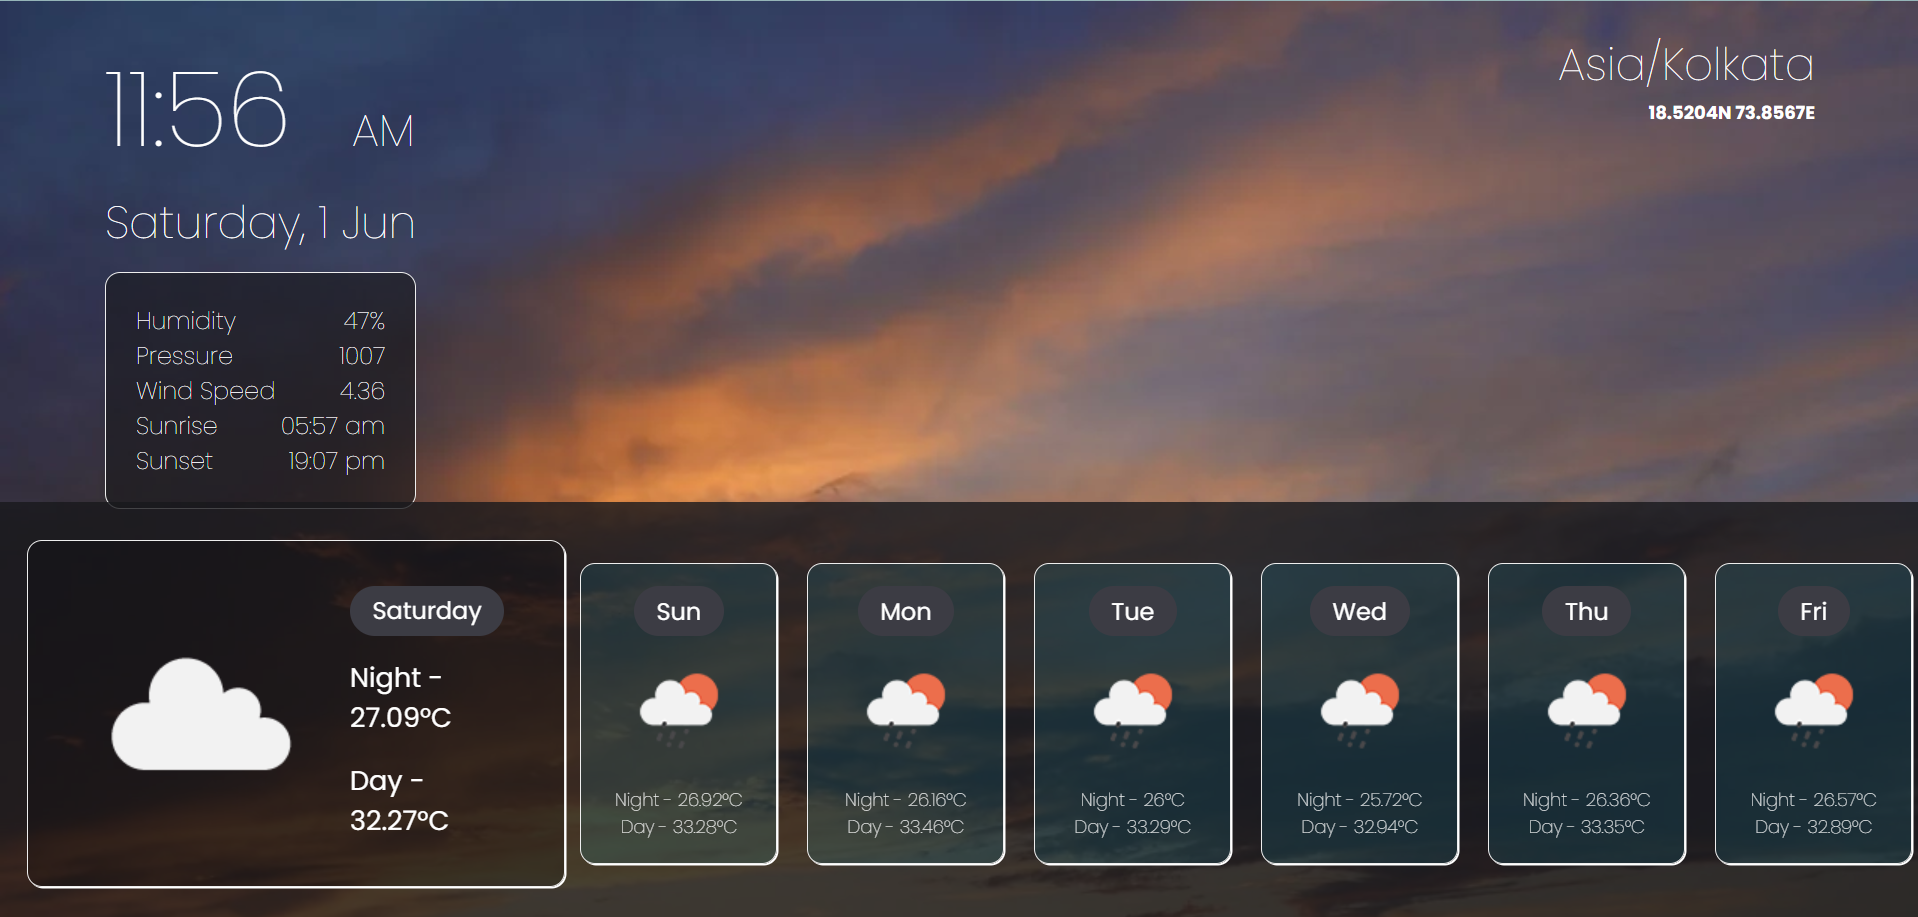 11:56 AM
Saturday, 1 Jun
Asia/Kolkata
18.5204N 73.8567E
Humidity 47%
Pressure 1007
Wind Speed 4.36
Sunrise 05:57 am
Sunset 19:07 pm
Saturday
Night -
27.09°C
Day -
32.27°C
Sun
Night - 26.92°C
Day - 33.28°C
Mon
Night - 26.16°C
Day - 33.46°C
Tue
Night - 26°C
Day - 33.29°C
Wed
Night - 25.72°C
Day - 32.94°C
Thu
Night - 26.36°C
Day - 33.35°C
Fri
Night - 26.57°C
Day - 32.89°C